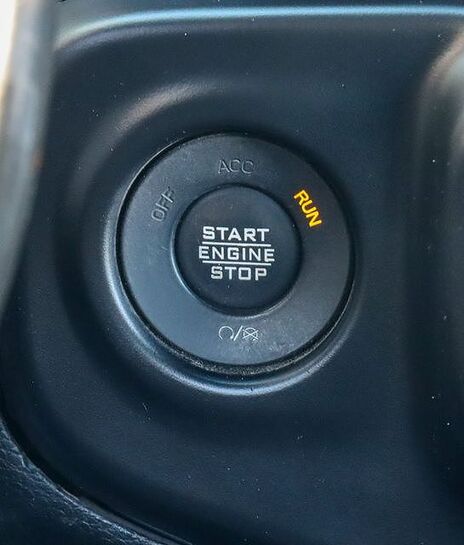 OFF
ACC
RUN
START
ENGINE
STOP